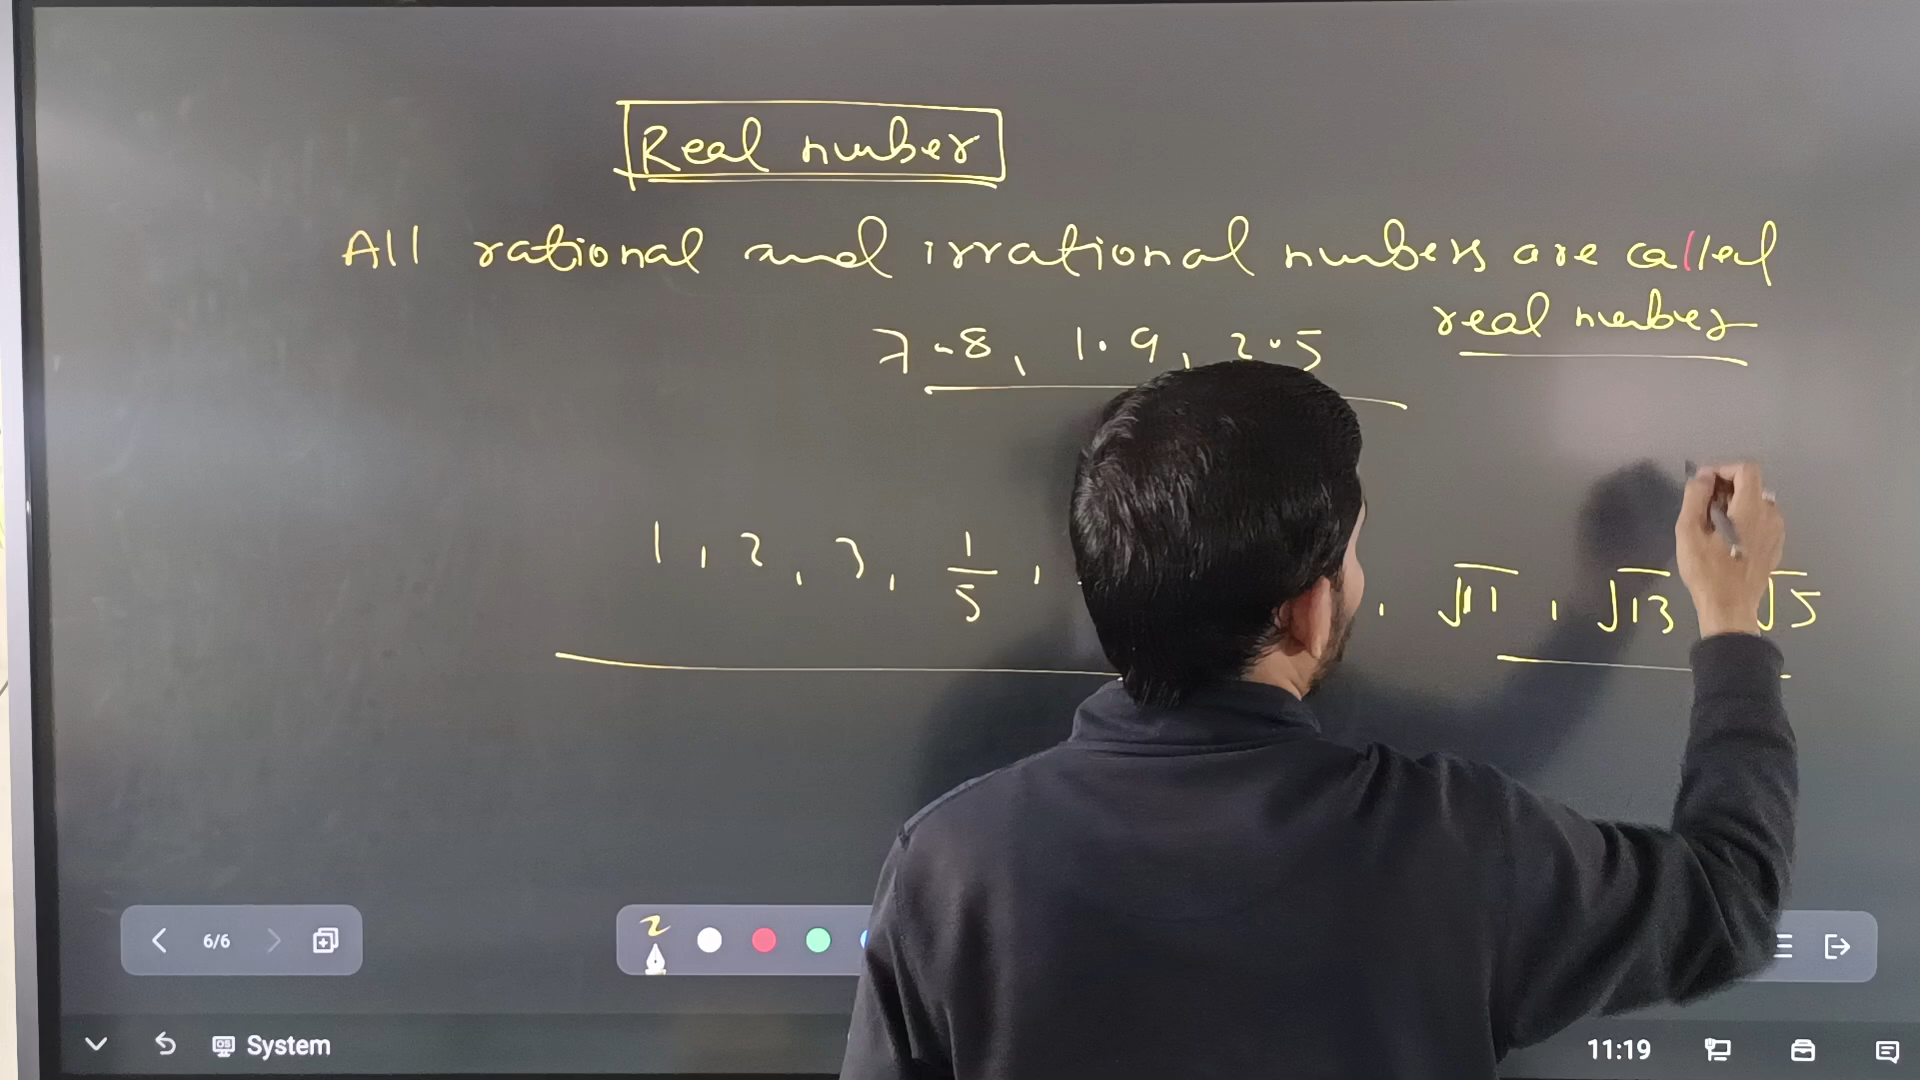 Real number
All rational and irrational numbers are called
real number
7.8, 1.9, 2.5
1, 2, 3, 1/5, , √11, √13 √5
6/6
System
11:19